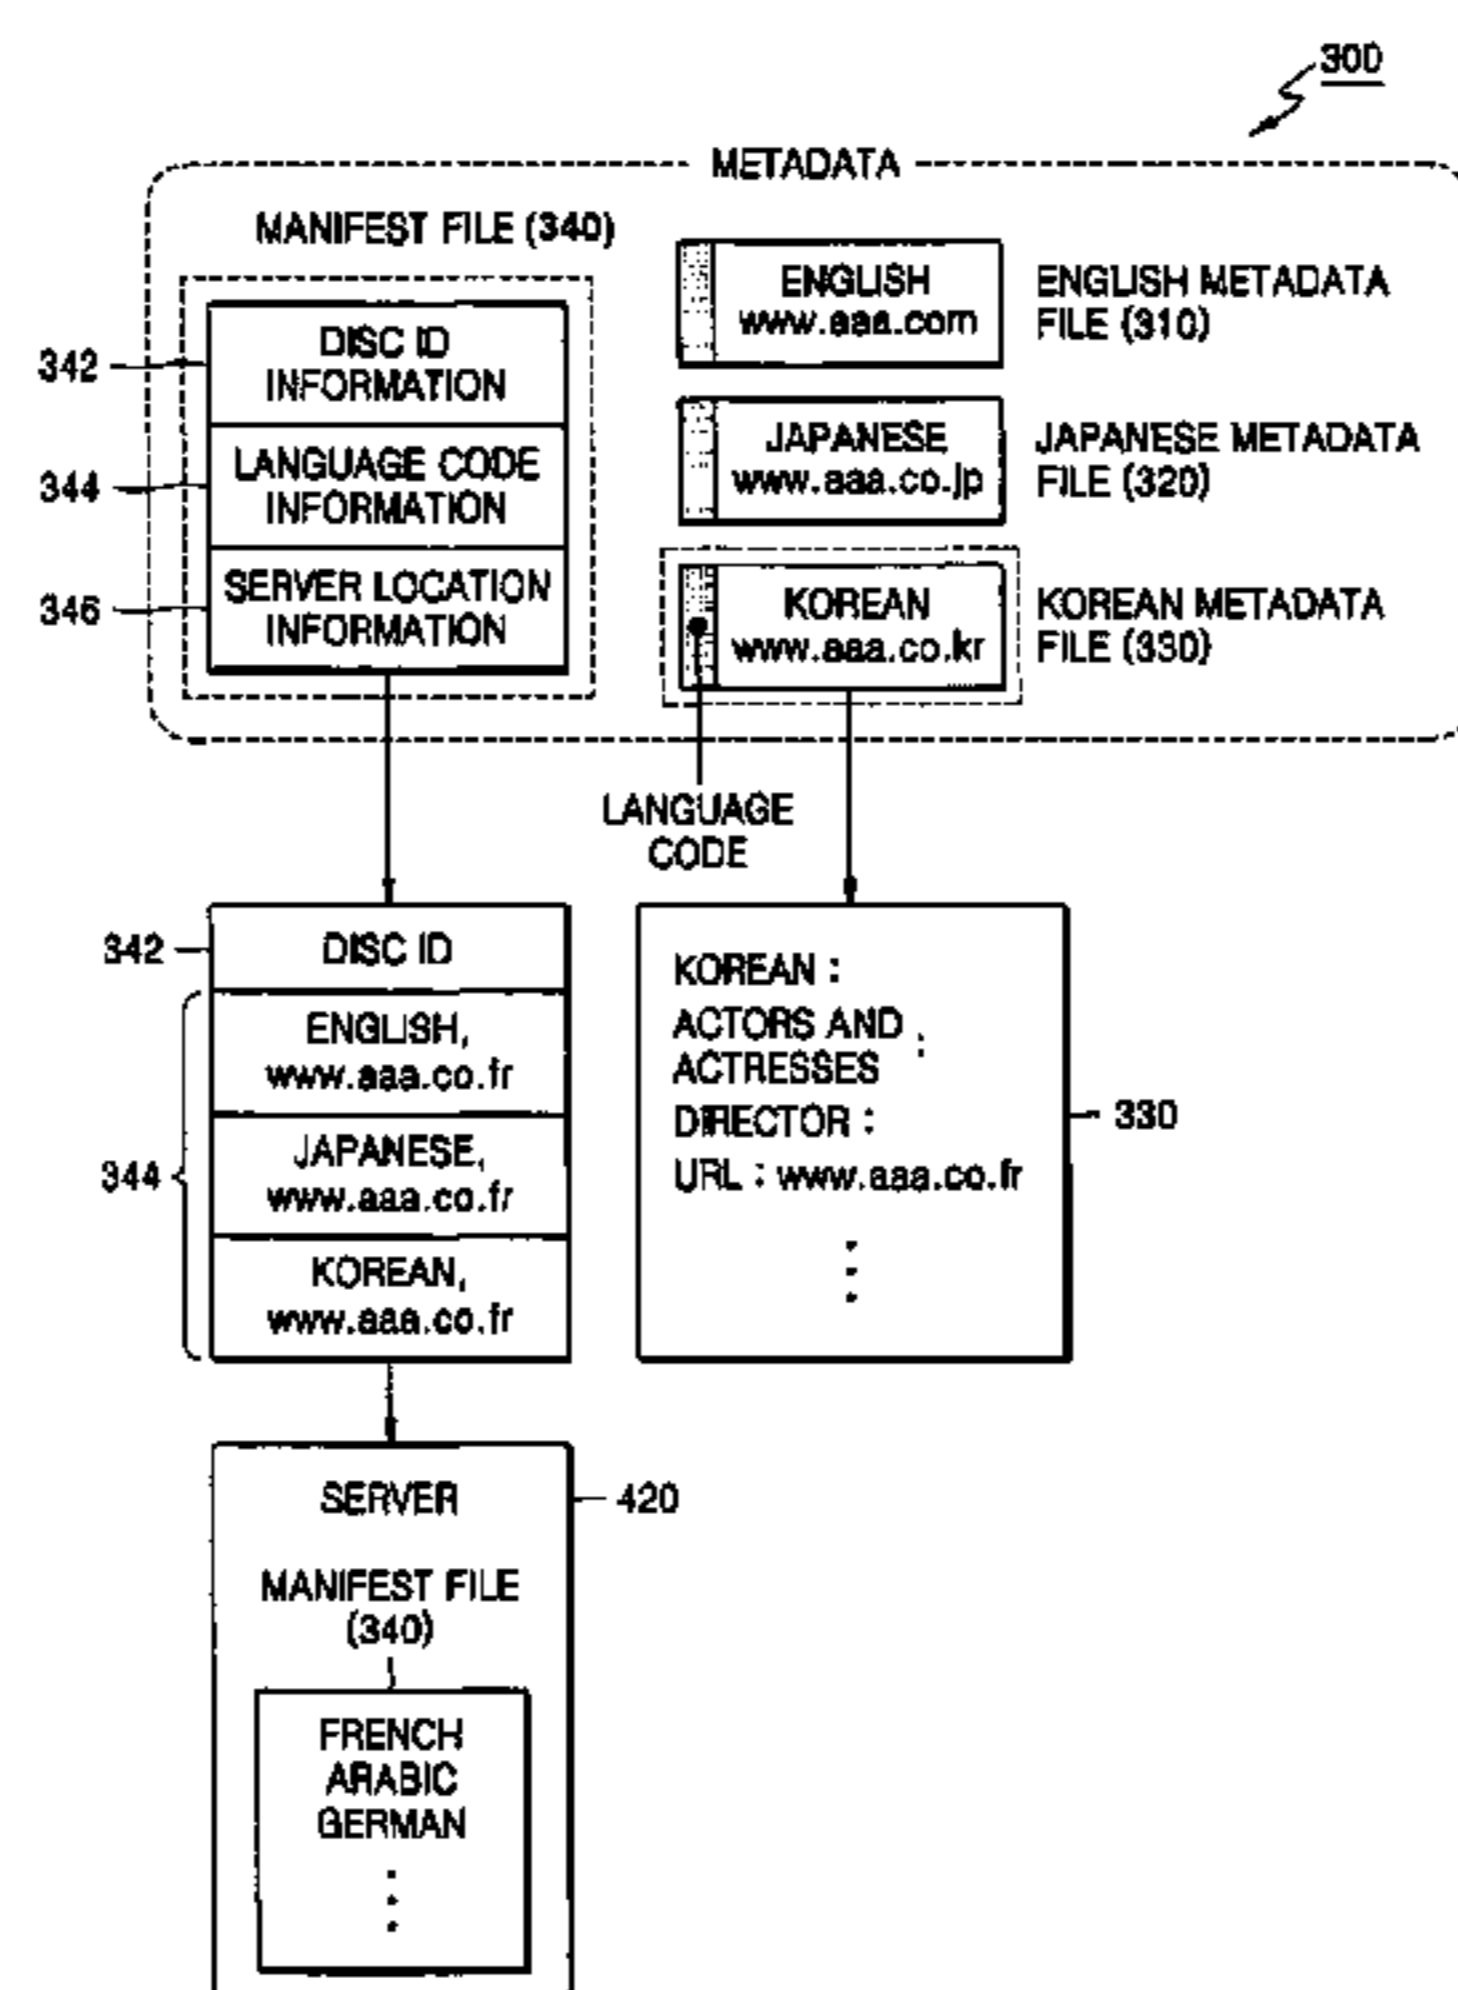 300
METADATA
MANIFEST FILE (340)
342
DISC ID
INFORMATION
344
LANGUAGE CODE
INFORMATION
346
SERVER LOCATION
INFORMATION
ENGLISH
www.aaa.com
ENGLISH METADATA
FILE (310)
JAPANESE
www.aaa.co.jp
JAPANESE METADATA
FILE (320)
KOREAN
www.aaa.co.kr
KOREAN METADATA
FILE (330)
LANGUAGE
CODE
342
DISC ID
344
ENGLISH,
www.aaa.co.fr
JAPANESE,
www.aaa.co.fr
KOREAN,
www.aaa.co.fr
KOREAN :
ACTORS AND :
ACTRESSES
DIRECTOR :
URL : www.aaa.co.fr
330
SERVER
420
MANIFEST FILE
(340)
FRENCH
ARABIC
GERMAN